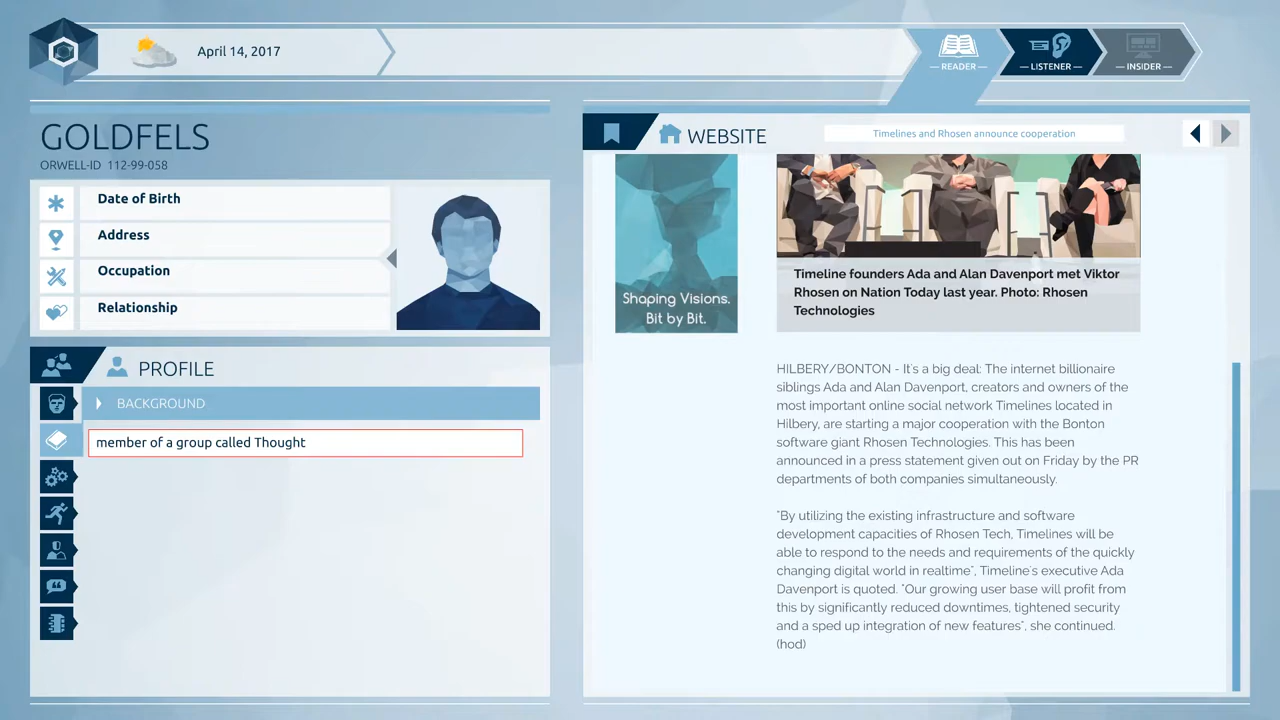 April 14, 2017
— READER —
— LISTENER —
— INSIDER —
GOLDFELS
ORWELL-ID 112-99-058
Date of Birth
Address
Occupation
Relationship
PROFILE
BACKGROUND
member of a group called Thought
WEBSITE
Timelines and Rhosen announce cooperation
Shaping Visions.
Bit by Bit.
Timeline founders Ada and Alan Davenport met Viktor
Rhosen on Nation Today last year. Photo: Rhosen
Technologies
HILBERY/BONTON - It's a big deal: The internet billionaire
siblings Ada and Alan Davenport, creators and owners of the
most important online social network Timelines located in
Hilbery, are starting a major cooperation with the Bonton
software giant Rhosen Technologies. This has been
announced in a press statement given out on Friday by the PR
departments of both companies simultaneously.
"By utilizing the existing infrastructure and software
development capacities of Rhosen Tech, Timelines will be
able to respond to the needs and requirements of the quickly
changing digital world in realtime", Timeline's executive Ada
Davenport is quoted. "Our growing user base will profit from
this by significantly reduced downtimes, tightened security
and a sped up integration of new features", she continued.
(hod)